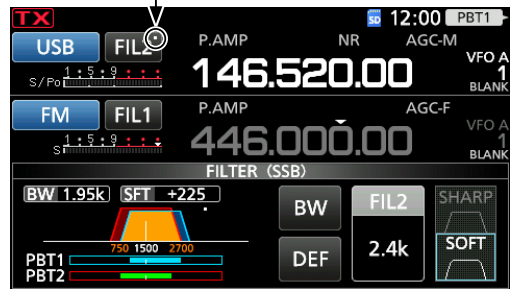 TX SD 12:00 PBT1
USB FIL2 P.AMP NR AGC-M
S/Po 1 5 9 146.520.00 VFO A
1
BLANK
FM FIL1 P.AMP AGC-F
S 1 5 9 446.000.00 VFO A
1
BLANK
FILTER (SSB)
BW 1.95k SFT +225
750 1500 2700
PBT1
PBT2
BW
DEF
FIL2
2.4k
SHARP
SOFT